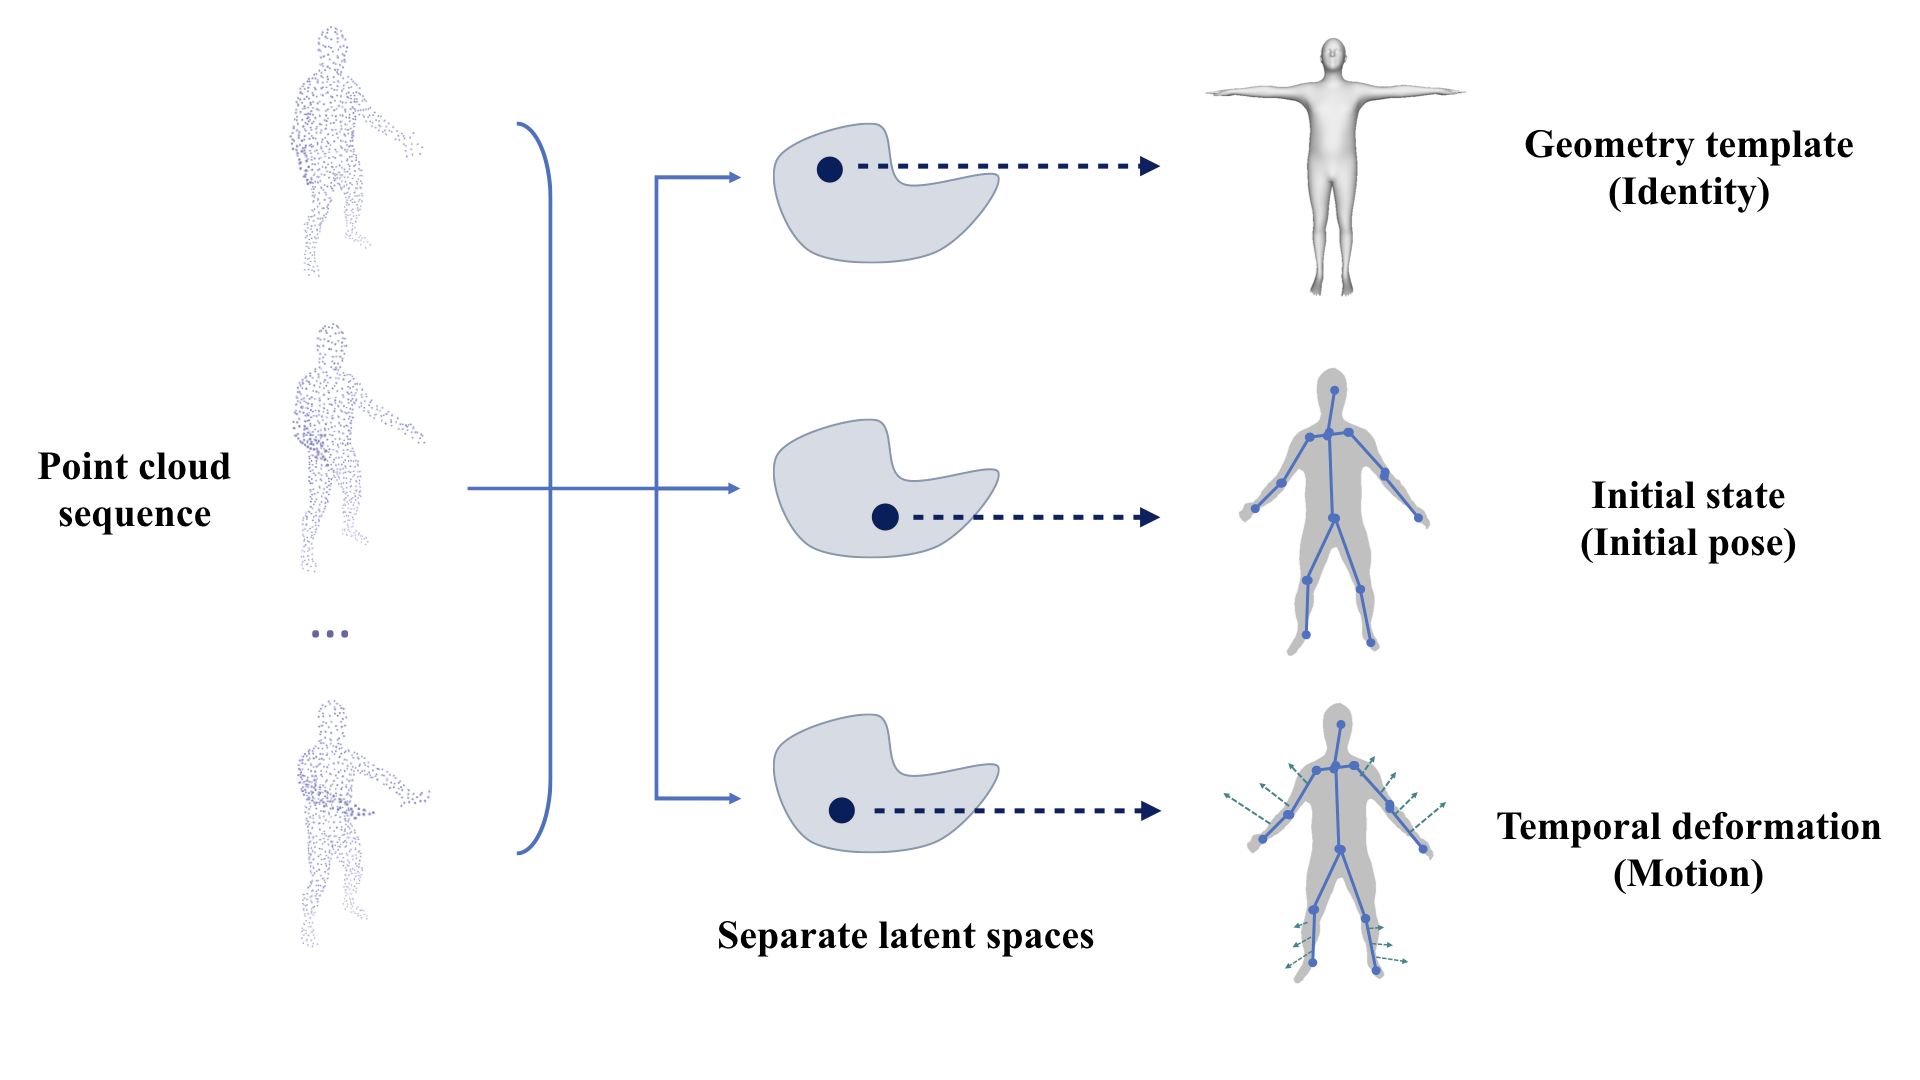 Point cloud
sequence
Separate latent spaces
Geometry template
(Identity)
Initial state
(Initial pose)
Temporal deformation
(Motion)